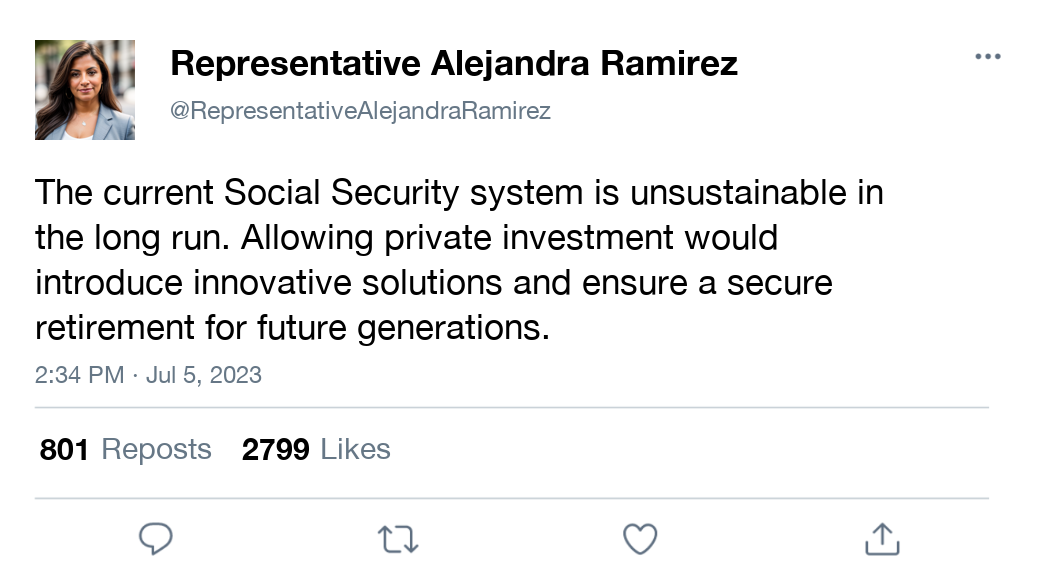 Representative Alejandra Ramirez
@RepresentativeAlejandraRamirez
The current Social Security system is unsustainable in
the long run. Allowing private investment would
introduce innovative solutions and ensure a secure
retirement for future generations.
2:34 PM · Jul 5, 2023
801 Reposts 2799 Likes